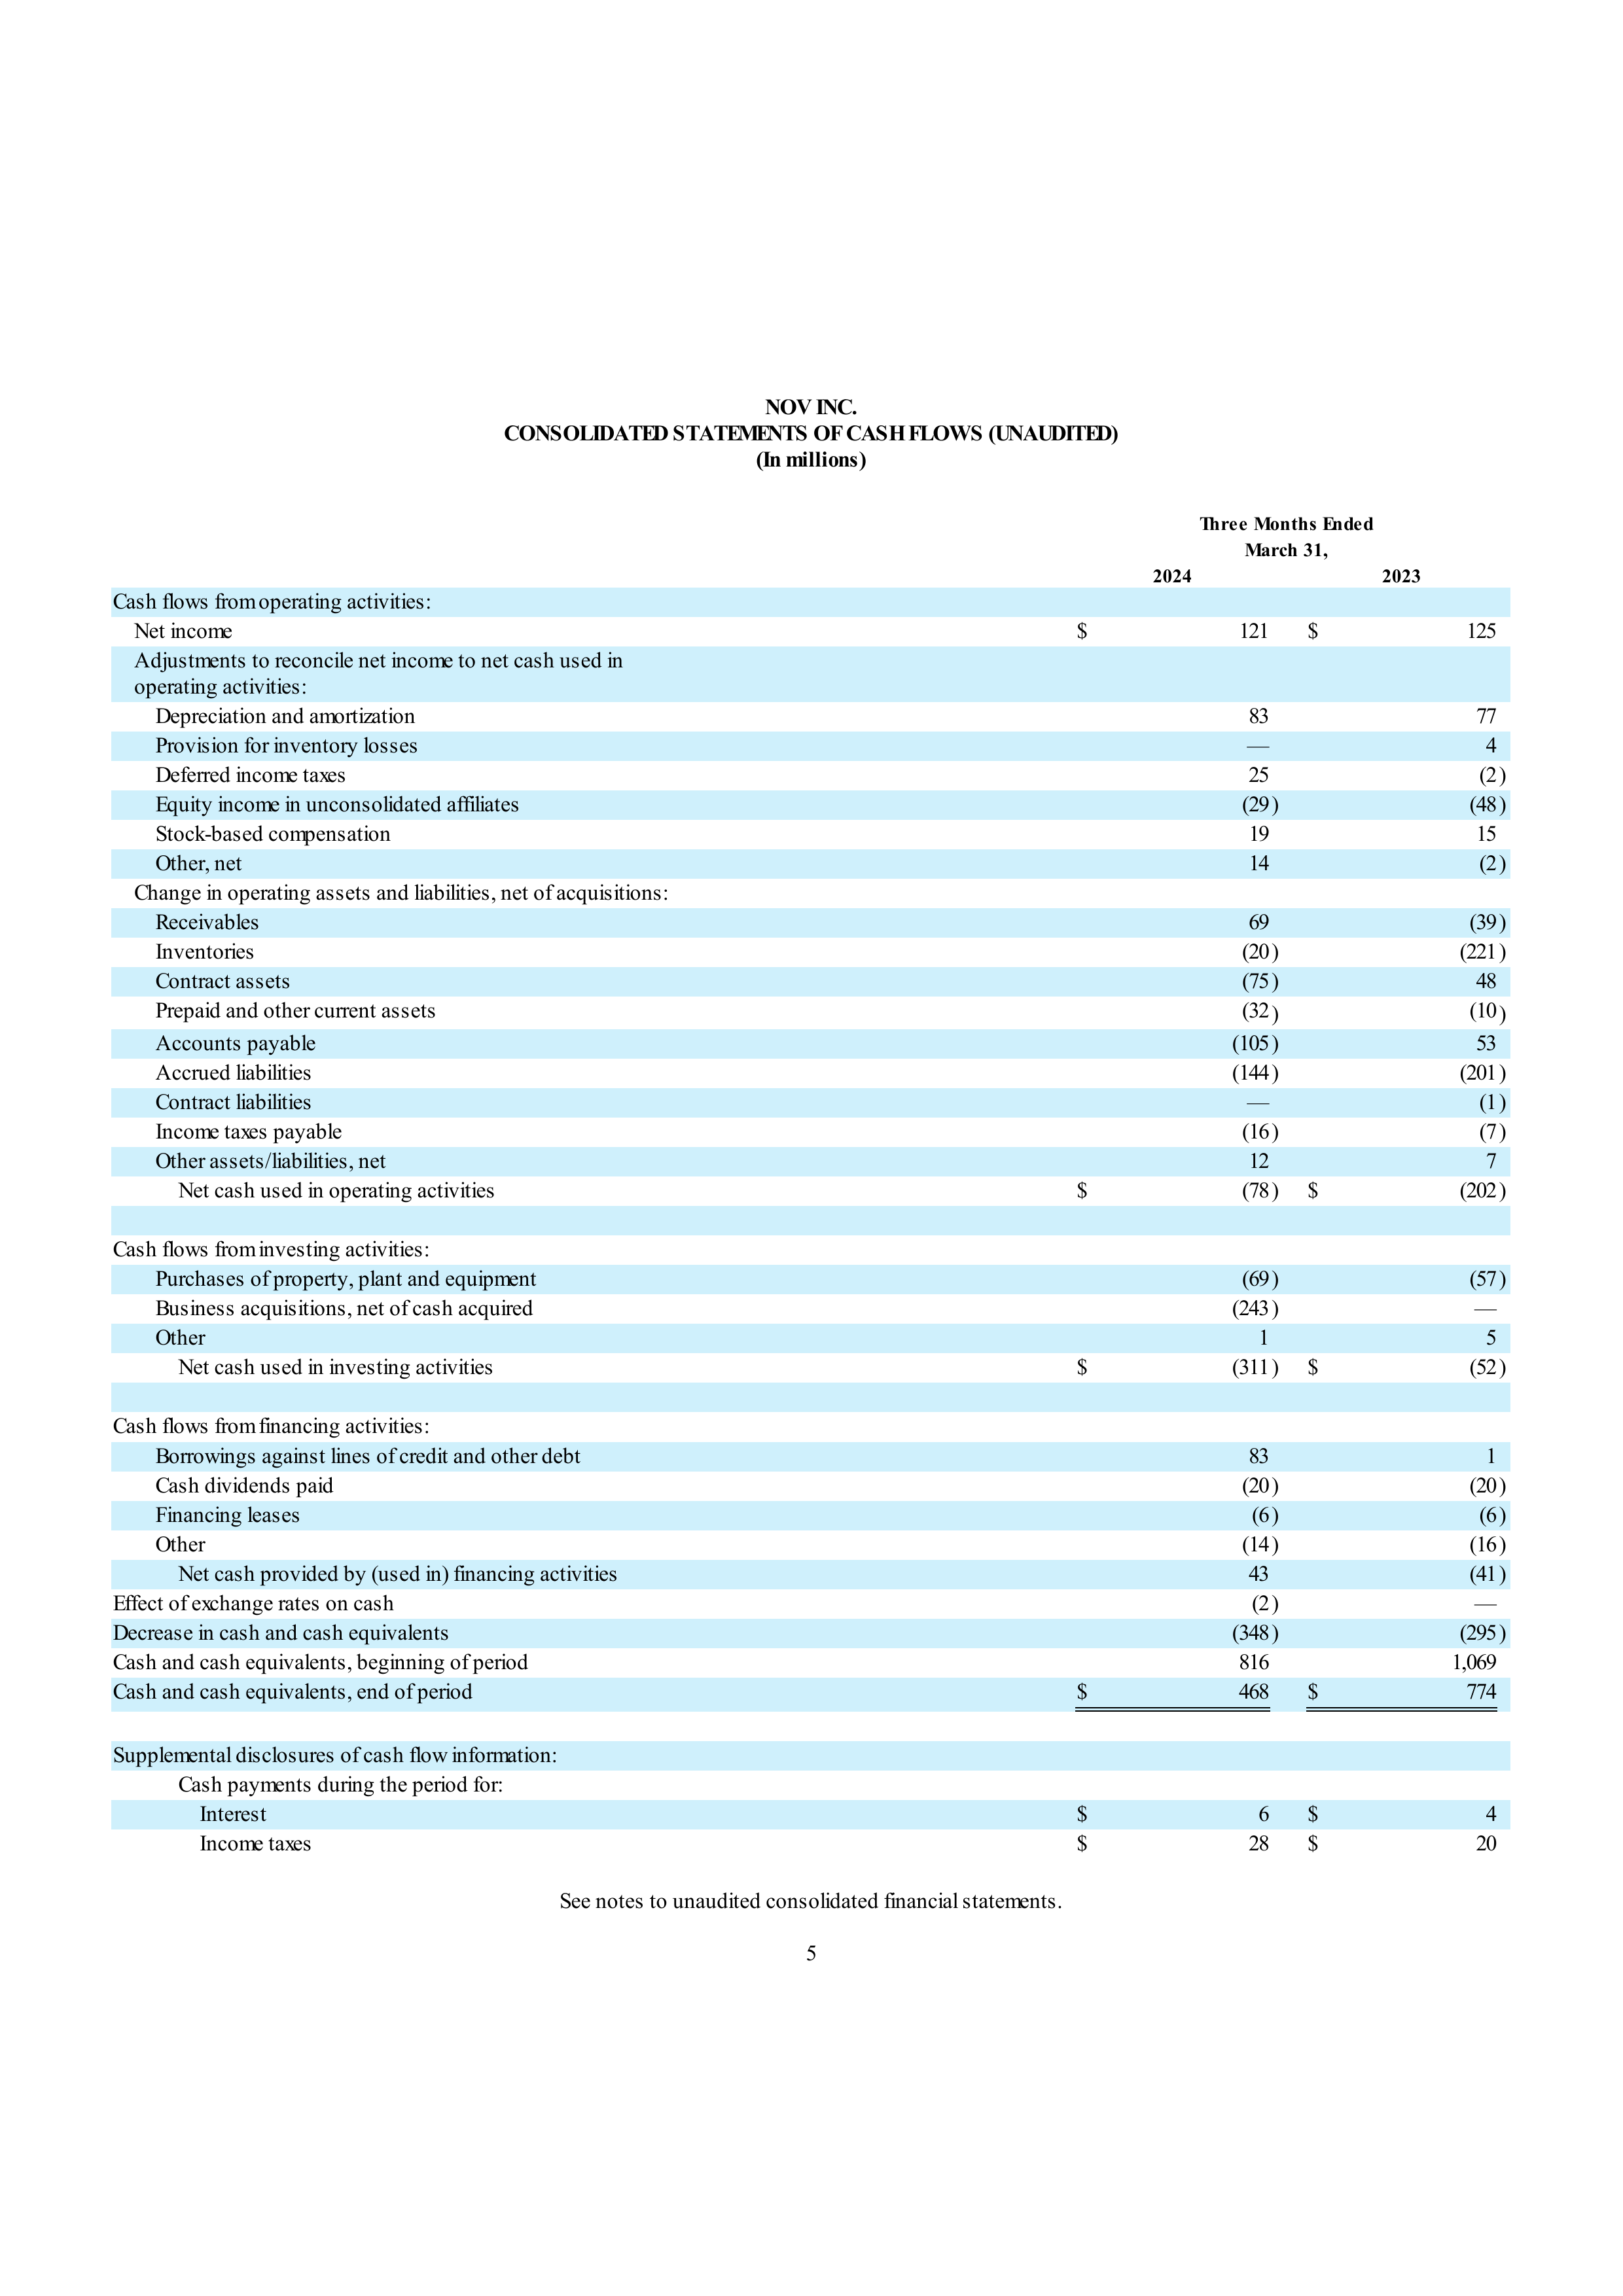 NOV INC.
CONSOLIDATED STATEMENTS OF CASH FLOWS (UNAUDITED)
(In millions)
Three Months Ended
March 31,
2024 2023
Cash flows from operating activities:
Net income $ 121 $ 125
Adjustments to reconcile net income to net cash used in
operating activities:
Depreciation and amortization 83 77
Provision for inventory losses — 4
Deferred income taxes 25 (2)
Equity income in unconsolidated affiliates (29) (48)
Stock-based compensation 19 15
Other, net 14 (2)
Change in operating assets and liabilities, net of acquisitions:
Receivables 69 (39)
Inventories (20) (221)
Contract assets (75) 48
Prepaid and other current assets (32) (10)
Accounts payable (105) 53
Accrued liabilities (144) (201)
Contract liabilities — (1)
Income taxes payable (16) (7)
Other assets/liabilities, net 12 7
Net cash used in operating activities $ (78) $ (202)
Cash flows from investing activities:
Purchases of property, plant and equipment (69) (57)
Business acquisitions, net of cash acquired (243) —
Other 1 5
Net cash used in investing activities $ (311) $ (52)
Cash flows from financing activities:
Borrowings against lines of credit and other debt 83 1
Cash dividends paid (20) (20)
Financing leases (6) (6)
Other (14) (16)
Net cash provided by (used in) financing activities 43 (41)
Effect of exchange rates on cash (2) —
Decrease in cash and cash equivalents (348) (295)
Cash and cash equivalents, beginning of period 816 1,069
Cash and cash equivalents, end of period $ 468 $ 774
Supplemental disclosures of cash flow information:
Cash payments during the period for:
Interest $ 6 $ 4
Income taxes $ 28 $ 20
See notes to unaudited consolidated financial statements.
5